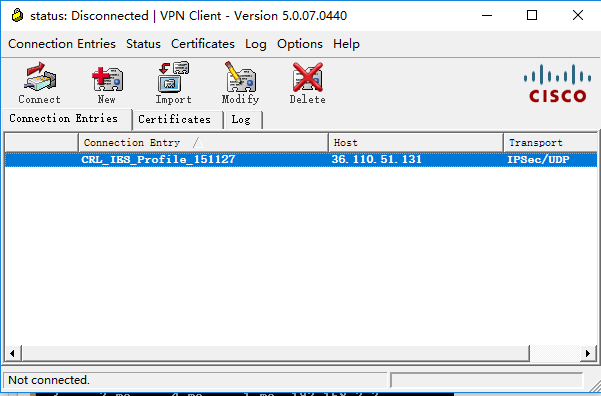 status: Disconnected | VPN Client - Version 5.0.07.0440
Connection Entries Status Certificates Log Options Help
Connect New Import Modify Delete
CISCO
Connection Entries Certificates Log
Connection Entry Host Transport
CRL_IBS_Profile_151127 36.110.51.131 IPSec/UDP
Not connected.